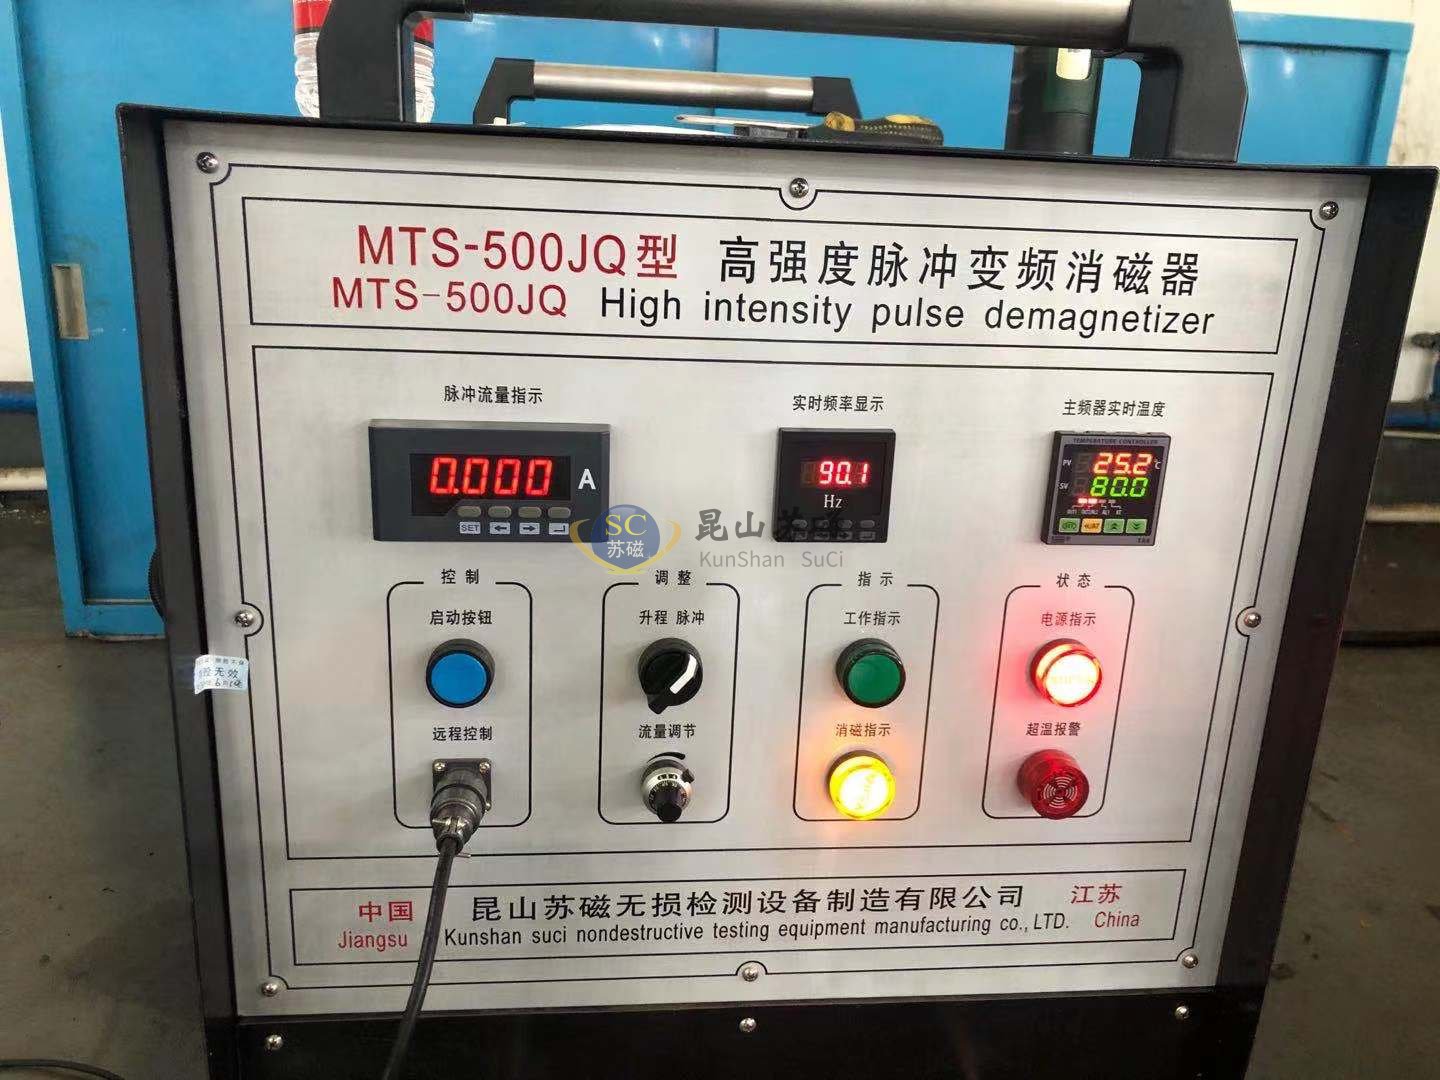 MTS-500JQ型 高强度脉冲变频消磁器
MTS-500JQ High intensity pulse demagnetizer
脉冲流量指示
实时频率显示
主频器实时温度
0.000 A
SET
90.1
Hz
TEMPERATURE CONTROLLER
PV 25.2 ℃
SV 80.0
SC
苏磁
昆山苏磁
KunShan SuCi
控制
调整
指示
状态
启动按钮
升程 脉冲
工作指示
电源指示
远程控制
流量调节
消磁指示
超温报警
无效
中国 昆山苏磁无损检测设备制造有限公司 江苏
Jiangsu Kunshan suci nondestructive testing equipment manufacturing co.,LTD. China